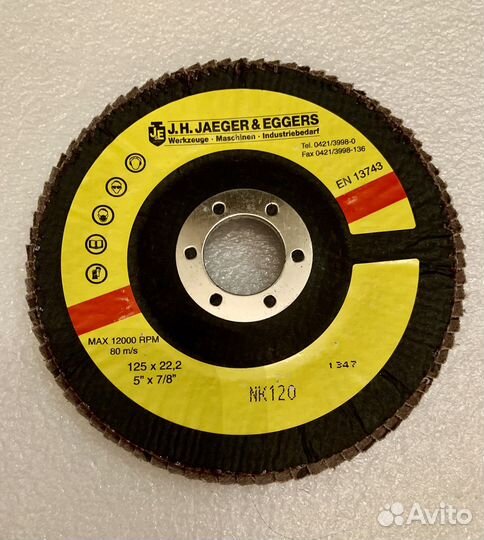 JE J.H. JAEGER & EGGERS
Werkzeuge · Maschinen · Industriebedarf
Tel. 0421/3998-0
Fax 0421/3998-136
EN 13743
MAX 12000 RPM
80 m/s
125 x 22,2
5" x 7/8"
1347
NK120
Avito